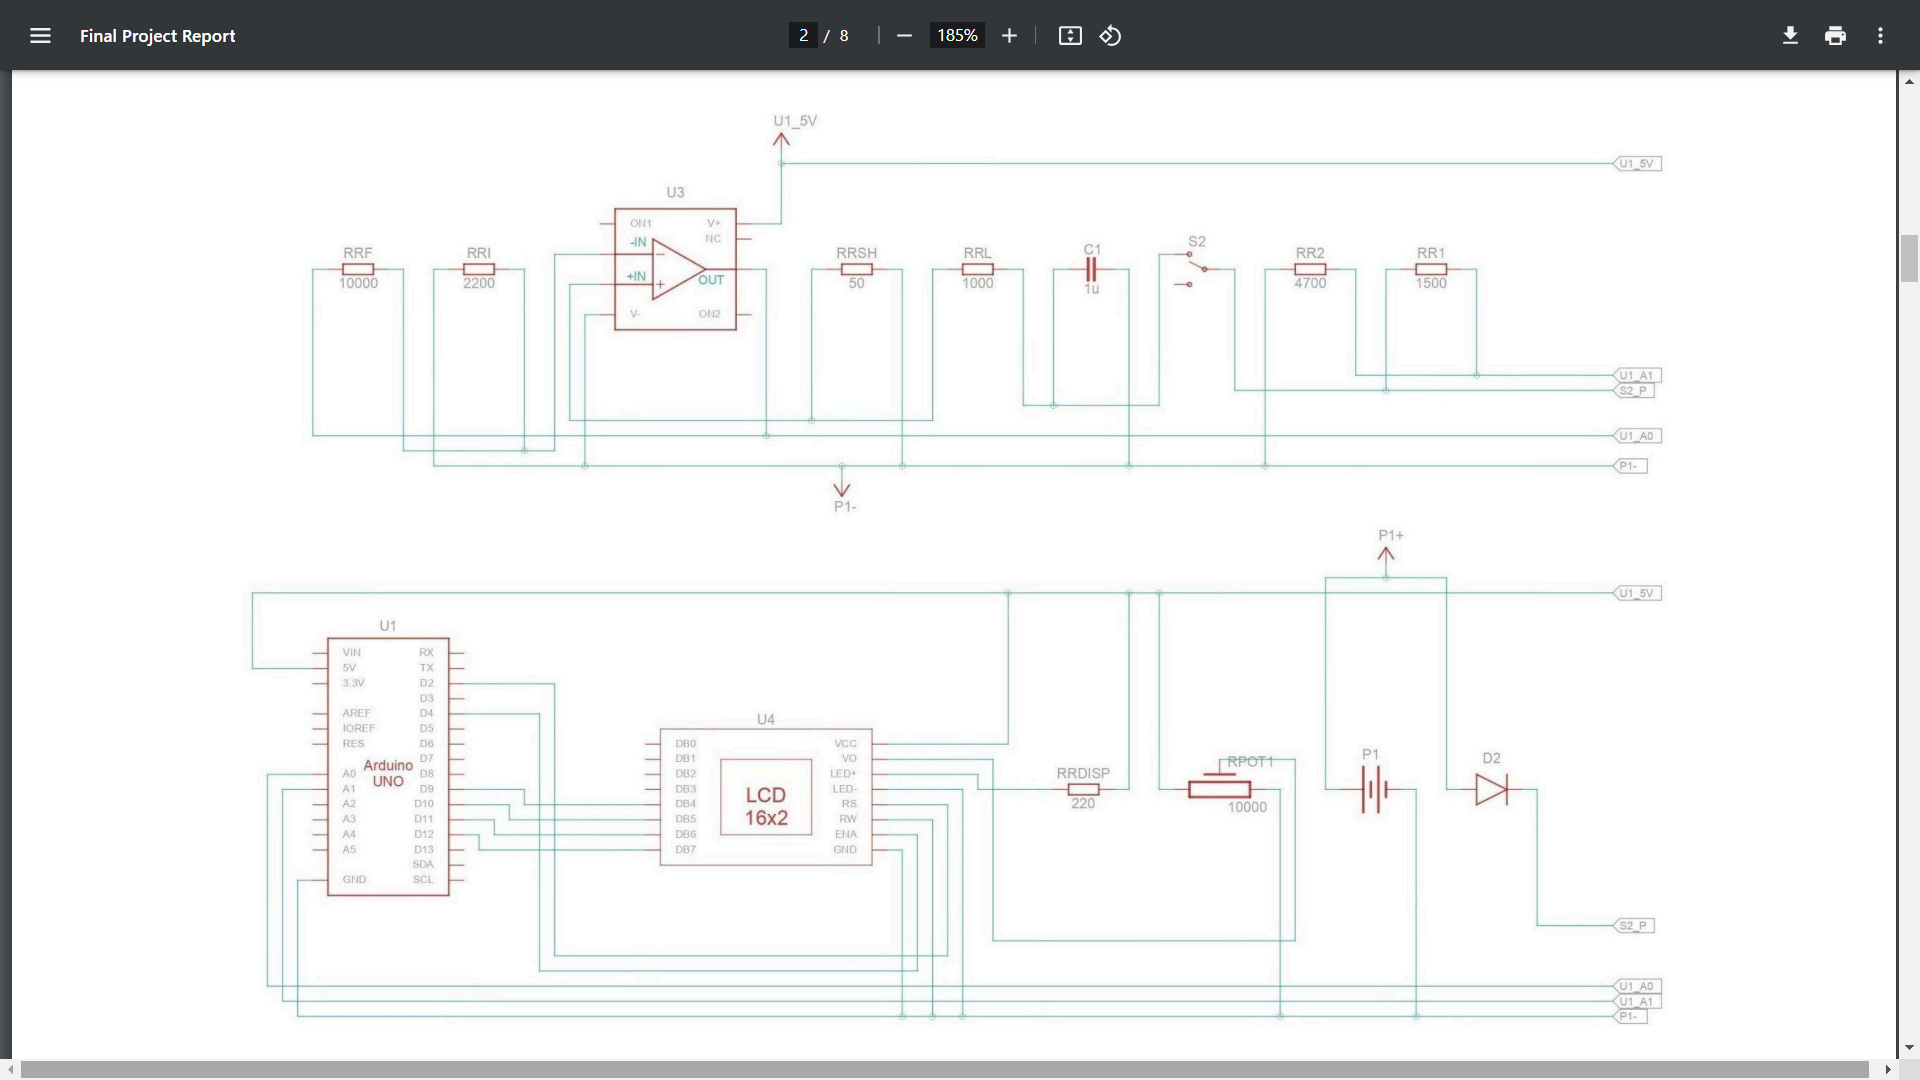 Final Project Report
2 / 8
185%
U1_5V
U1_5V
U3
ON1 V+
NC
-IN
+IN
OUT
V- ON2
RRF
10000
RRI
2200
RRSH
50
RRL
1000
C1
1u
S2
RR2
4700
RR1
1500
U1_A1
S2_P
U1_A0
P1-
P1-
P1+
U1_5V
U1
VIN RX
5V TX
3.3V D2
D3
AREF D4
IOREF D5
RES D6
D7
A0 D8
A1 D9
A2 D10
A3 D11
A4 D12
A5 D13
SDA
GND SCL
Arduino
UNO
U4
DB0 VCC
DB1 VO
DB2 LED+
DB3 LED-
DB4 RS
DB5 RW
DB6 ENA
DB7 GND
LCD
16x2
RRDISP
220
RPOT1
10000
P1
D2
S2_P
U1_A0
U1_A1
P1-